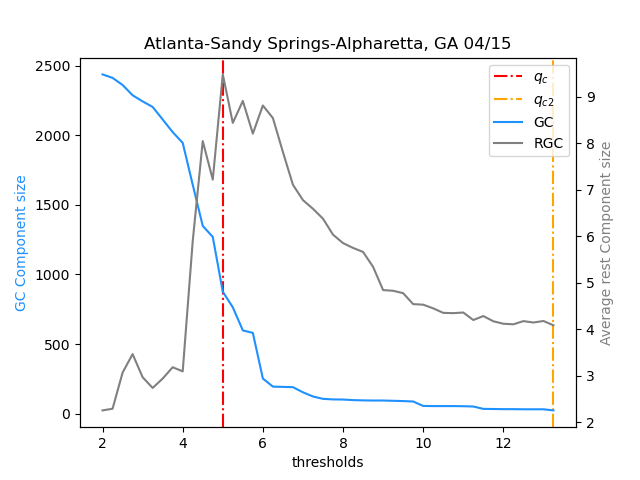 Atlanta-Sandy Springs-Alpharetta, GA 04/15
GC Component size
2500
2000
1500
1000
500
0
2
4
6
8
10
12
thresholds
9
8
7
6
5
4
3
2
Average rest Component size
q_c
q_{c2}
GC
RGC